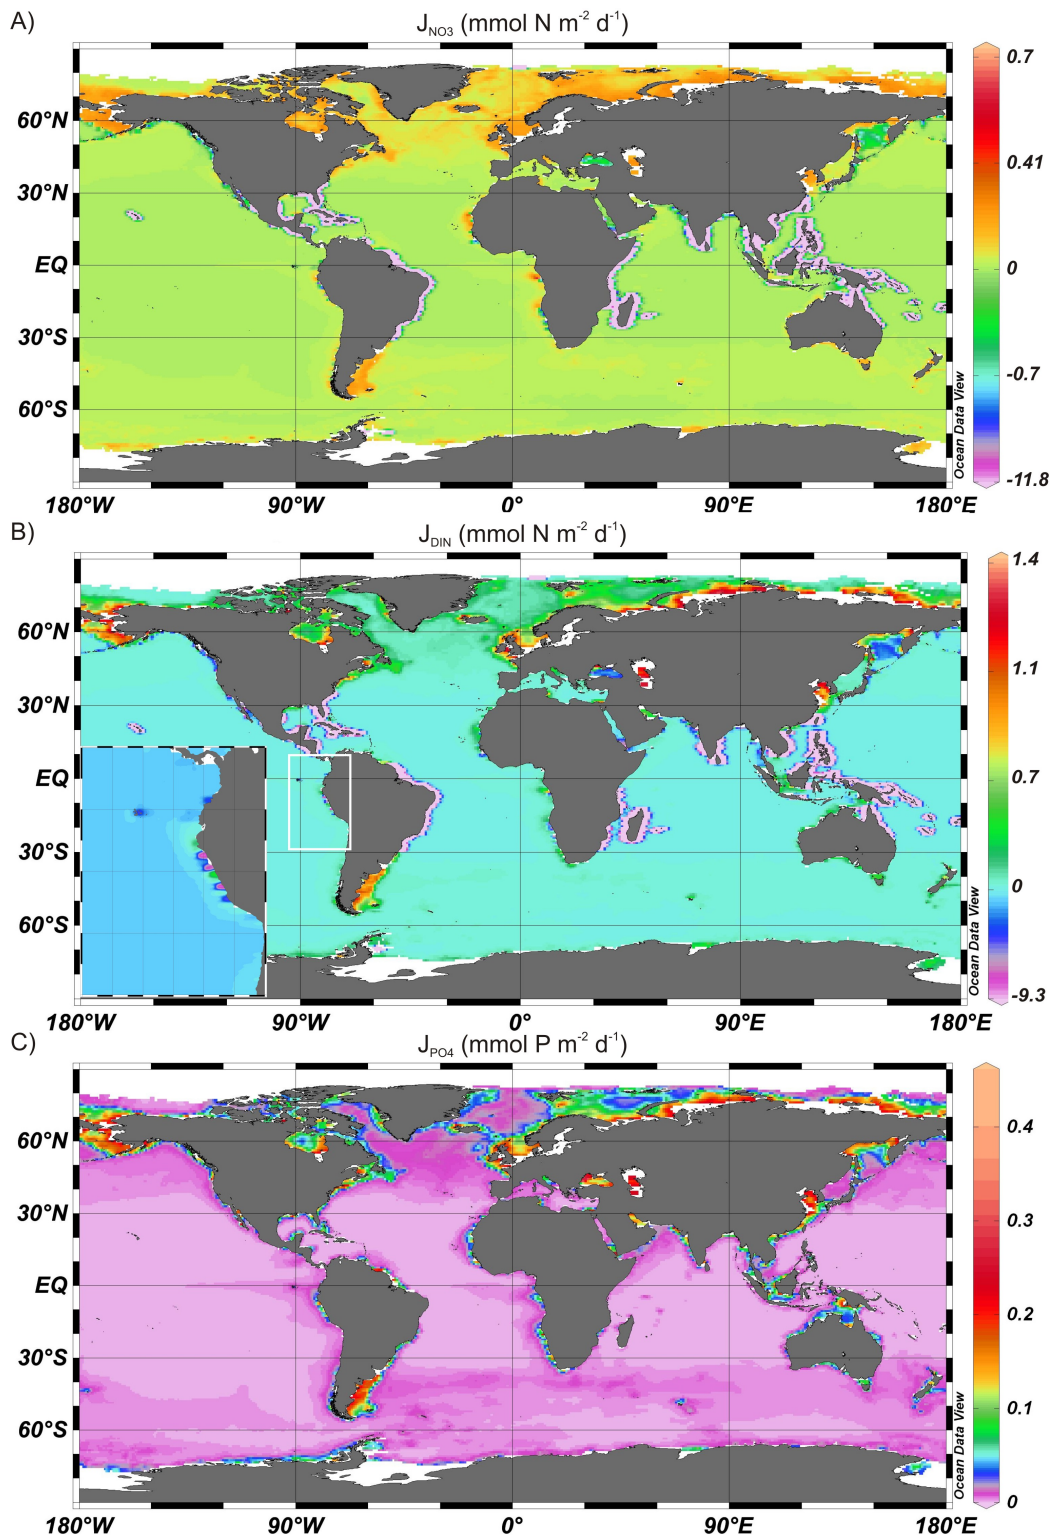 A)
J_NO3 (mmol N m⁻² d⁻¹)
0.7
60°N
0.41
30°N
EQ
0
30°S
-0.7
60°S
Ocean Data View
-11.8
180°W 90°W 0° 90°E 180°E
B)
J_DIN (mmol N m⁻² d⁻¹)
1.4
60°N
1.1
30°N
EQ
0.7
30°S
0
60°S
Ocean Data View
-9.3
180°W 90°W 0° 90°E 180°E
C)
J_PO4 (mmol P m⁻² d⁻¹)
0.4
60°N
30°N
0.3
EQ
0.2
30°S
0.1
60°S
Ocean Data View
0
180°W 90°W 0° 90°E 180°E